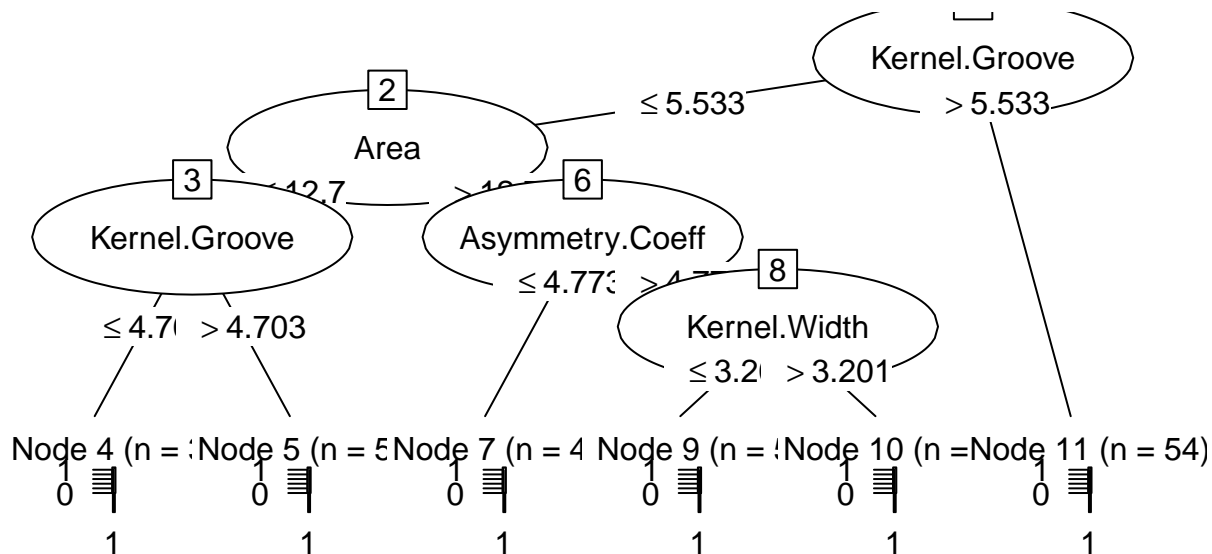 Kernel.Groove
≤ 5.533 > 5.533
2
Area
12.7 >
3
Kernel.Groove
6
Asymmetry.Coeff
≤ 4.773 >
≤ > 4.703
8
Kernel.Width
≤ > 3.201
Node 4 (n = Node 5 (n = Node 7 (n = Node 9 (n = Node 10 (n = Node 11 (n = 54)
1 1 1 1 1 1
0 0 0 0 0 0
1 1 1 1 1 1